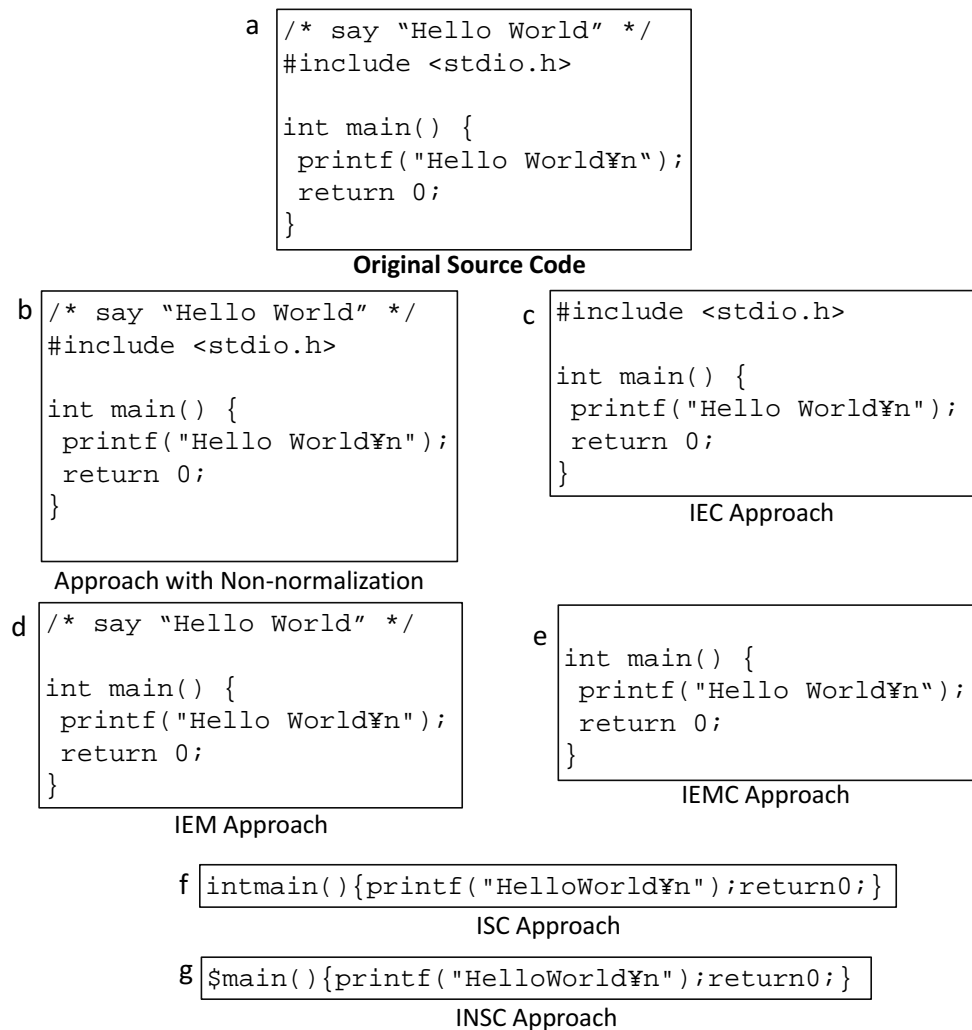 a
/* say “Hello World” */
#include <stdio.h>
int main() {
printf("Hello World¥n“);
return 0;
}
Original Source Code
b
/* say “Hello World” */
#include <stdio.h>
int main() {
printf("Hello World¥n");
return 0;
}
Approach with Non-normalization
c
#include <stdio.h>
int main() {
printf("Hello World¥n");
return 0;
}
IEC Approach
d
/* say “Hello World” */
int main() {
printf("Hello World¥n");
return 0;
}
IEM Approach
e
int main() {
printf("Hello World¥n“);
return 0;
}
IEMC Approach
f
intmain(){printf("HelloWorld¥n");return0;}
ISC Approach
g
$main(){printf("HelloWorld¥n");return0;}
INSC Approach